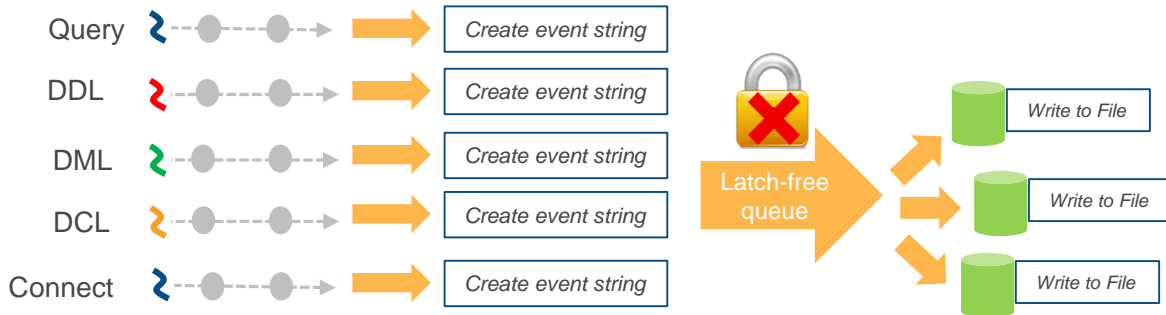 Query
Create event string
DDL
Create event string
DML
Create event string
DCL
Create event string
Connect
Create event string
Latch-free
queue
Write to File
Write to File
Write to File